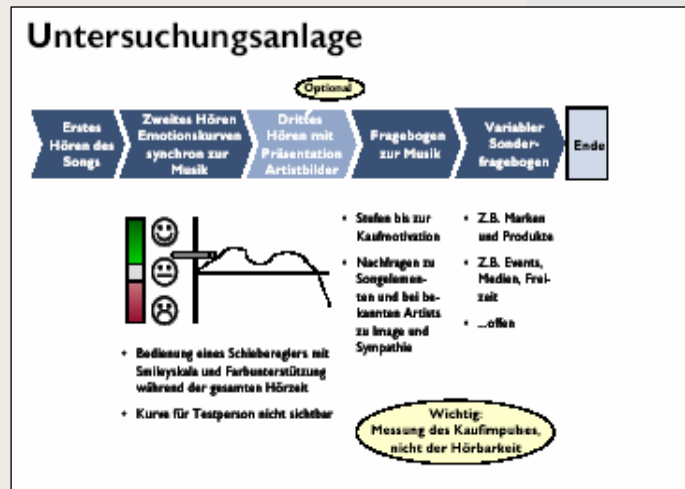 Untersuchungsanlage
Optional
Erstes
Hören des
Songs
Zweites Hören
Emotionskurven
synchron zur
Musik
Drittes
Hören mit
Präsentation
Artistbilder
Fragebogen
zur Musik
Variabler
Sonder-
fragebogen
Ende
• Bedienung eines Schiebereglers mit
Smileyskala und Farbunterstützung
während der gesamten Hörzeit
• Kurve für Testperson nicht sichtbar
• Stufen bis zur
Kaufmotivation
• Nachfragen zu
Songelemen-
ten und bei be-
kannten Artists
zu Image und
Sympathie
• Z.B. Marken
und Produkte
• Z.B. Events,
Medien, Frei-
zeit
• ...offen
Wichtig:
Messung des Kaufimpulses,
nicht der Hörbarkeit